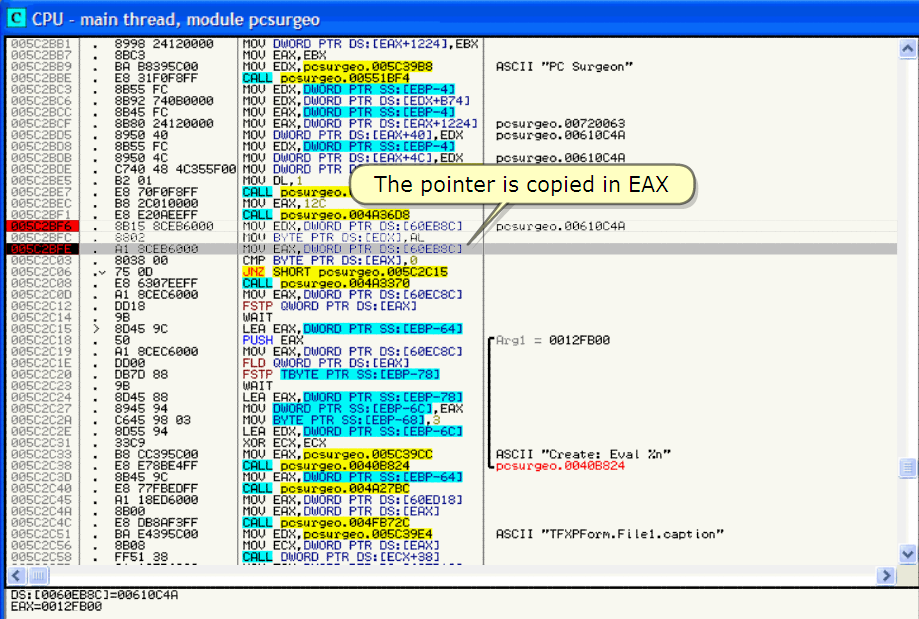 C CPU - main thread, module pcsurgeo
005C2BB1 . 8998 24120000 MOV DWORD PTR DS:[EAX+1224],EBX
005C2BB7 . 8BC3 MOV EAX,EBX
005C2BB9 . BA B8395C00 MOV EDX,pcsurgeo.005C39B8 ASCII "PC Surgeon"
005C2BBE . E8 31F0F8FF CALL pcsurgeo.00551BF4
005C2BC3 . 8B55 FC MOV EDX,DWORD PTR SS:[EBP-4]
005C2BC6 . 8B92 740B0000 MOV EDX,DWORD PTR DS:[EDX+B74]
005C2BCC . 8B45 FC MOV EAX,DWORD PTR SS:[EBP-4]
005C2BCF . 8B80 24120000 MOV EAX,DWORD PTR DS:[EAX+1224] pcsurgeo.00720063
005C2BD5 . 8950 40 MOV DWORD PTR DS:[EAX+40],EDX pcsurgeo.00610C4A
005C2BD8 . 8B55 FC MOV EDX,DWORD PTR SS:[EBP-4]
005C2BDB . 8950 4C MOV DWORD PTR DS:[EAX+4C],EDX pcsurgeo.00610C4A
005C2BDE . C740 48 4C355F00 MOV DWORD PTR DS:
005C2BE5 . B2 01 MOV DL,1
005C2BE7 . E8 70F0F8FF CALL pcsurgeo.
The pointer is copied in EAX
005C2BEC . B8 2C010000 MOV EAX,12C
005C2BF1 . E8 E20AEEFF CALL pcsurgeo.004A36D8
005C2BF6 . 8B15 8CEB6000 MOV EDX,DWORD PTR DS:[60EB8C] pcsurgeo.00610C4A
005C2BFC . 8802 MOV BYTE PTR DS:[EDX],AL
005C2BFE . A1 8CEB6000 MOV EAX,DWORD PTR DS:[60EB8C]
005C2C03 . 8038 00 CMP BYTE PTR DS:[EAX],0
005C2C06 . 75 0D JNZ SHORT pcsurgeo.005C2C15
005C2C08 . E8 6307EEFF CALL pcsurgeo.004A3370
005C2C0D . A1 8CEC6000 MOV EAX,DWORD PTR DS:[60EC8C]
005C2C12 . DD18 FSTP QWORD PTR DS:[EAX]
005C2C14 . 9B WAIT
005C2C15 > 8D45 9C LEA EAX,DWORD PTR SS:[EBP-64]
005C2C18 . 50 PUSH EAX Arg1 = 0012FB00
005C2C19 . A1 8CEC6000 MOV EAX,DWORD PTR DS:[60EC8C]
005C2C1E . DD00 FLD QWORD PTR DS:[EAX]
005C2C20 . DB7D 88 FSTP TBYTE PTR SS:[EBP-78]
005C2C23 . 9B WAIT
005C2C24 . 8D45 88 LEA EAX,DWORD PTR SS:[EBP-78]
005C2C27 . 8945 94 MOV DWORD PTR SS:[EBP-6C],EAX
005C2C2A . C645 98 03 MOV BYTE PTR SS:[EBP-68],3
005C2C2E . 8D55 94 LEA EDX,DWORD PTR SS:[EBP-6C]
005C2C31 . 33C9 XOR ECX,ECX
005C2C33 . B8 CC395C00 MOV EAX,pcsurgeo.005C39CC ASCII "Create: Eval %n"
005C2C38 . E8 E78BE4FF CALL pcsurgeo.0040B824 pcsurgeo.0040B824
005C2C3D . 8B45 9C MOV EAX,DWORD PTR SS:[EBP-64]
005C2C40 . E8 77FBEDFF CALL pcsurgeo.004A27BC
005C2C45 . A1 18ED6000 MOV EAX,DWORD PTR DS:[60ED18]
005C2C4A . 8B00 MOV EAX,DWORD PTR DS:[EAX]
005C2C4C . E8 DB8AF3FF CALL pcsurgeo.004FB72C
005C2C51 . BA E4395C00 MOV EDX,pcsurgeo.005C39E4 ASCII "TFXPForm.File1.caption"
005C2C56 . 8B08 MOV ECX,DWORD PTR DS:[EAX]
005C2C58 . FF51 38 CALL DWORD PTR DS:[ECX+38]
DS:[0060EB8C]=00610C4A
EAX=0012FB00